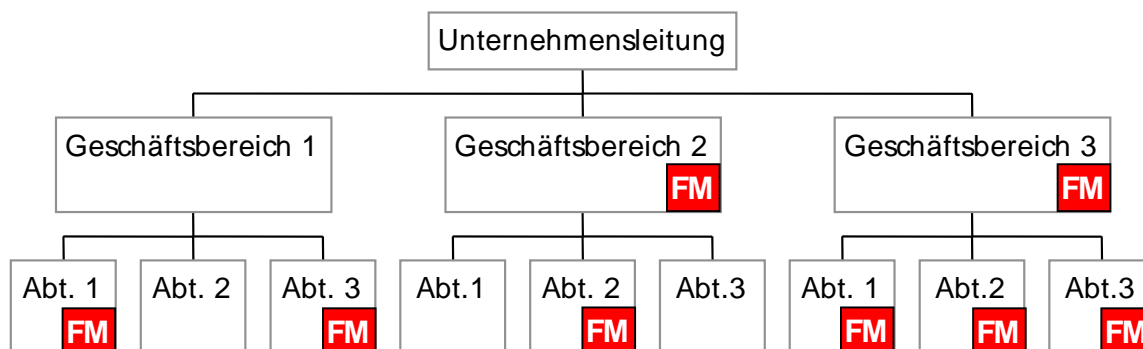 Unternehmensleitung
Geschäftsbereich 1
Geschäftsbereich 2
FM
Geschäftsbereich 3
FM
Abt. 1
FM
Abt. 2
Abt. 3
FM
Abt.1
Abt. 2
FM
Abt.3
Abt. 1
FM
Abt.2
FM
Abt.3
FM